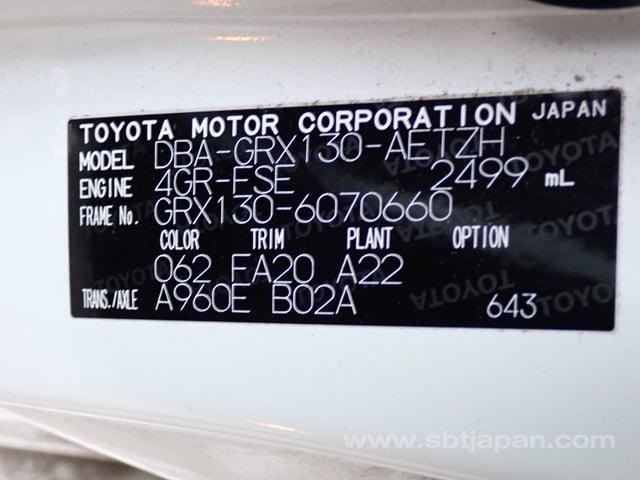 TOYOTA MOTOR CORPORATION JAPAN
MODEL DBA-GRX130-AETZH
ENGINE 4GR-FSE 2499 mL
FRAME No. GRX130-6070660
COLOR TRIM PLANT OPTION
062 FA20 A22
TRANS./AXLE A960E B02A 643
www.sbtjapan.com